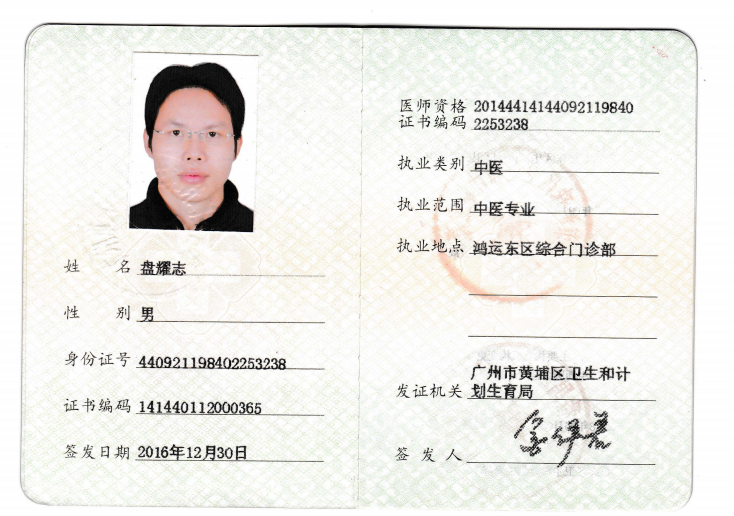 姓 名 盘耀志
性 别 男
身份证号 440921198402253238
证书编码 141440112000365
签发日期 2016年12月30日
医师资格 20144414144092119840
证书编码 2253238
执业类别 中医
执业范围 中医专业
执业地点 鸿运东区综合门诊部
广州市黄埔区卫生和计
发证机关 划生育局
签 发 人